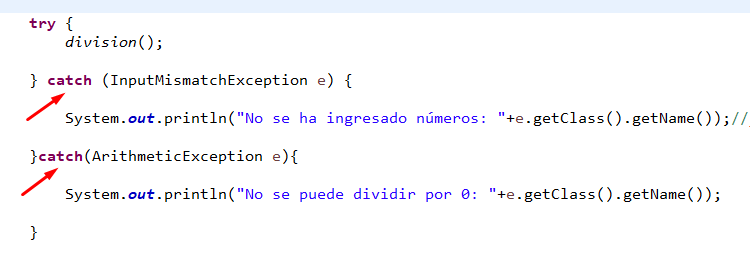 try {
division();
} catch (InputMismatchException e) {
System.out.println("No se ha ingresado números: "+e.getClass().getName());//
}catch(ArithmeticException e){
System.out.println("No se puede dividir por 0: "+e.getClass().getName());
}